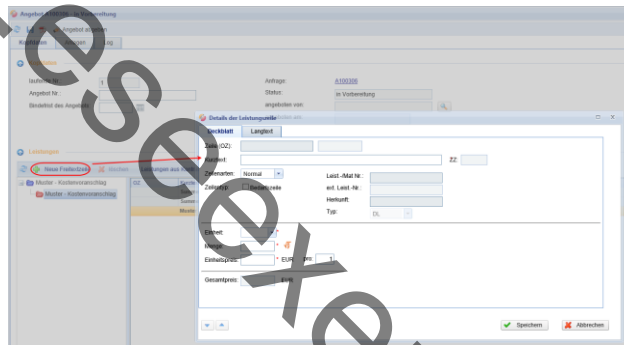 Angebot A100306 - in Vorbereitung
Angebot abgeben
Kopfdaten Anlagen Log
laufende Nr.: 1
Angebot Nr.:
Bindefrist des Angebots
Anfrage: A100306
Status: in Vorbereitung
angeboten von:
Leistungen
Neue Freitextzeile Löschen Leistungen aus
Muster - Kostenvoranschlag
Muster - Kostenvoranschlag
OZ
Details der Leistungszeile
Deckblatt Langtext
Zeile (OZ):
Kurztext: ZZ:
Zeilenarten: Normal
Zeilentyp: Bedarfszeile
Leist.-/Mat Nr.:
ext. Leist.-Nr.:
Herkunft:
Typ: DL
Einheit: *
Menge: *
Einheitspreis: * EUR pro: 1
Gesamtpreis: EUR
Speichern Abbrechen